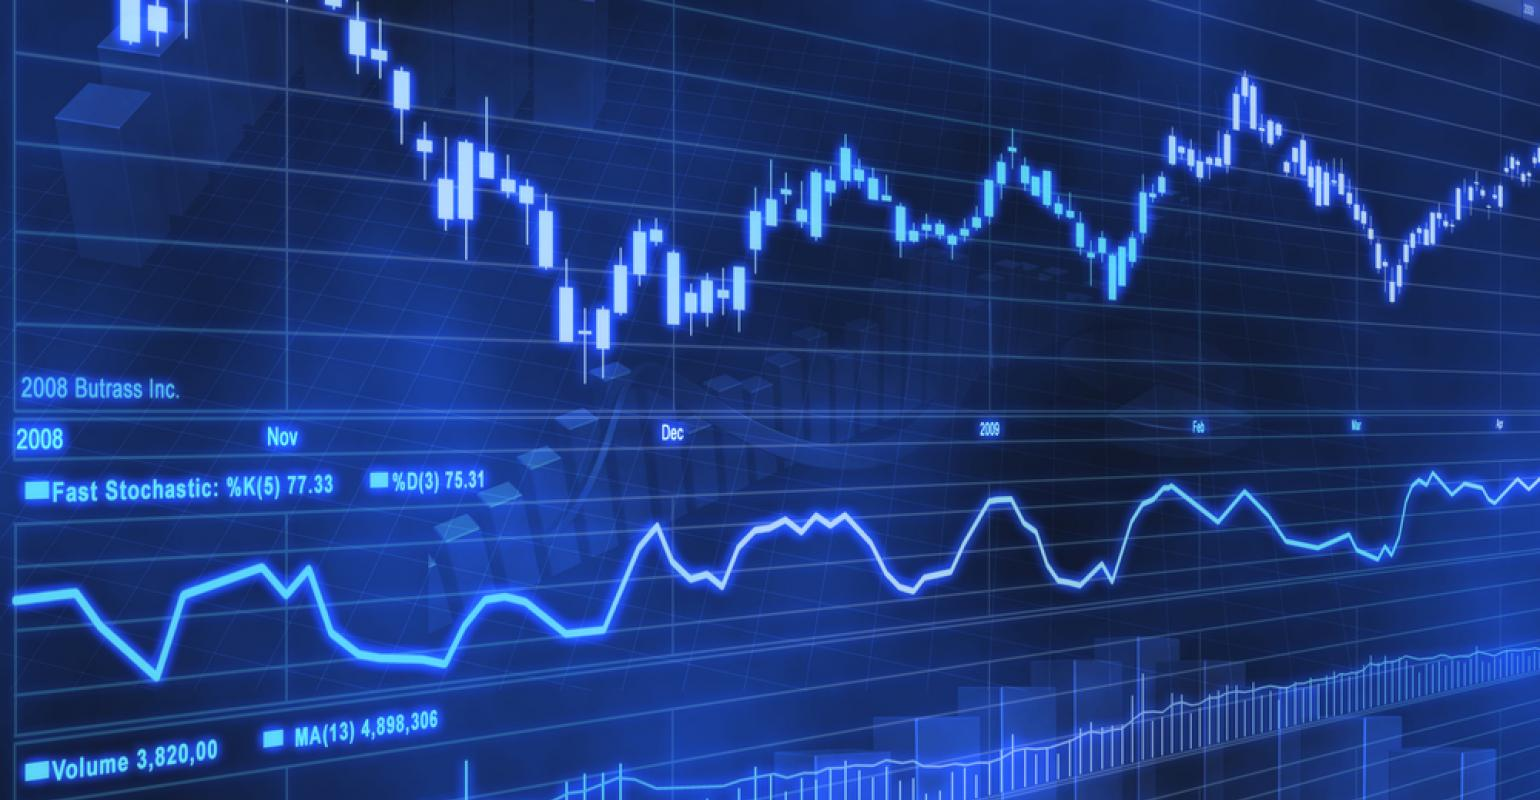 2008 Butrass Inc.
2008 Nov Dec 2009 Feb Mar Apr
Fast Stochastic: %K(5) 77.33 %D(3) 75.31
Volume 3,820,00 MA(13) 4,898,306